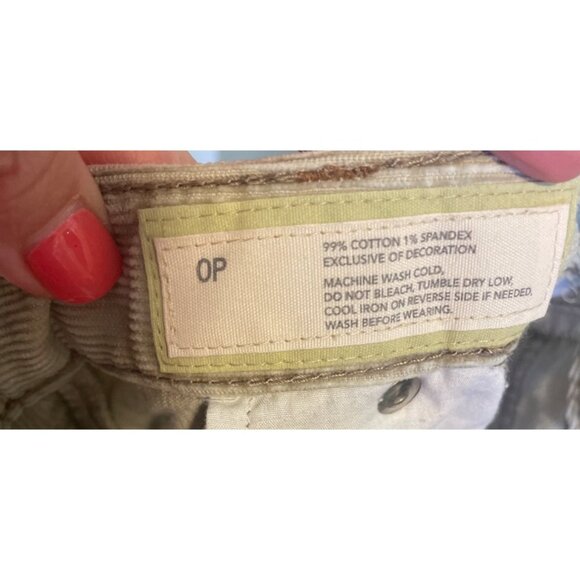 0P
99% COTTON 1% SPANDEX
EXCLUSIVE OF DECORATION
MACHINE WASH COLD,
DO NOT BLEACH, TUMBLE DRY LOW,
COOL IRON ON REVERSE SIDE IF NEEDED.
WASH BEFORE WEARING.